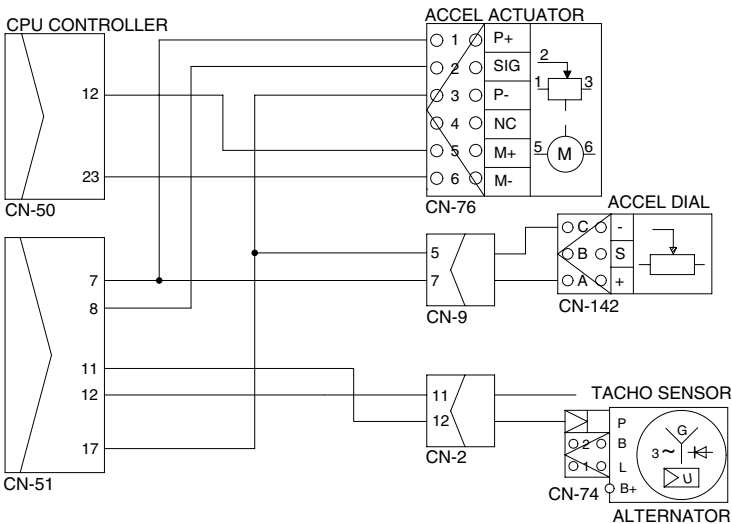 CPU CONTROLLER
12
23
CN-50
7
8
11
12
17
CN-51
ACCEL ACTUATOR
1 P+
2 SIG
3 P-
4 NC
5 M+
6 M-
2
1 3
5 M 6
CN-76
5
7
CN-9
ACCEL DIAL
C -
B S
A +
CN-142
11
12
CN-2
TACHO SENSOR
P
2 B
1 L
B+
G
3~
U
CN-74
ALTERNATOR